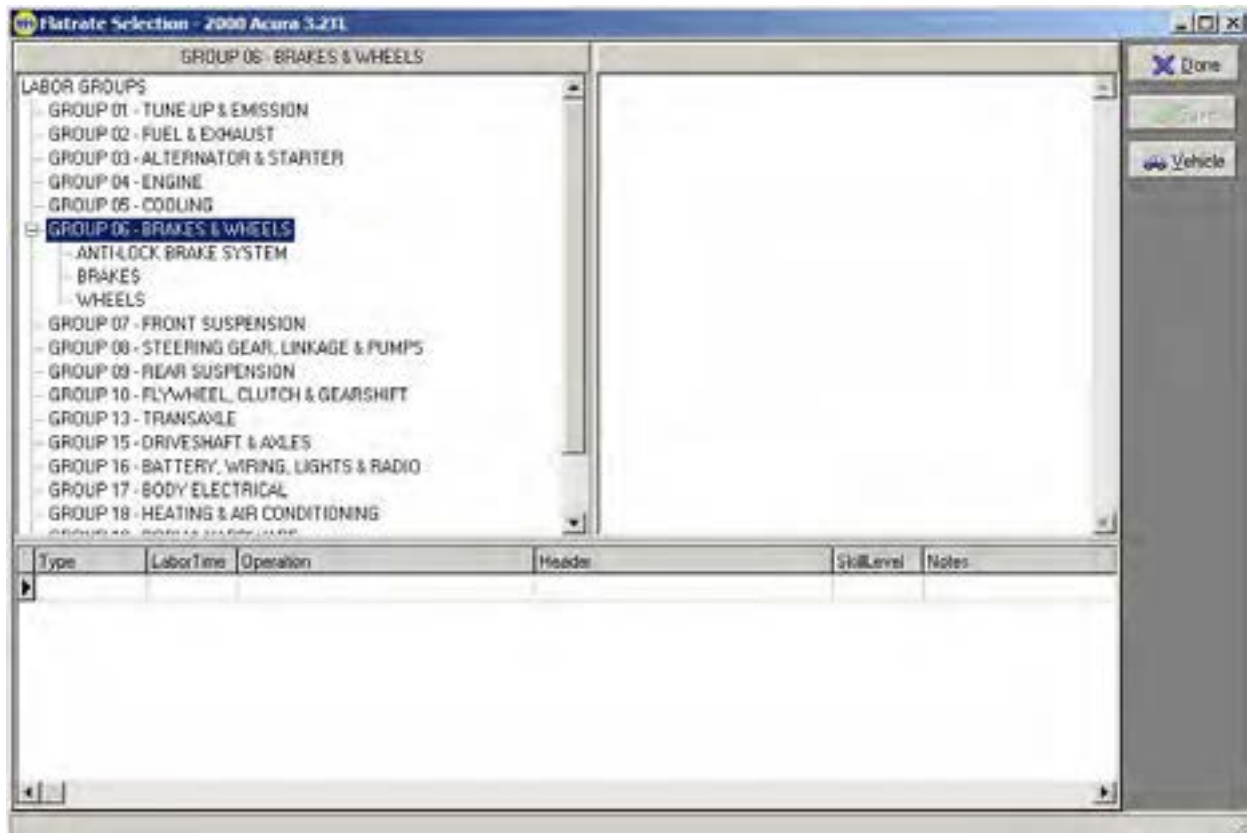 Flatrate Selection - 2000 Acura 3.2TL
GROUP 06 - BRAKES & WHEELS
Done
Vehicle
LABOR GROUPS
GROUP 01 - TUNE-UP & EMISSION
GROUP 02 - FUEL & EXHAUST
GROUP 03 - ALTERNATOR & STARTER
GROUP 04 - ENGINE
GROUP 05 - COOLING
GROUP 06 - BRAKES & WHEELS
ANTI-LOCK BRAKE SYSTEM
BRAKES
WHEELS
GROUP 07 - FRONT SUSPENSION
GROUP 08 - STEERING GEAR, LINKAGE & PUMPS
GROUP 09 - REAR SUSPENSION
GROUP 10 - FLYWHEEL, CLUTCH & GEARSHIFT
GROUP 13 - TRANSAXLE
GROUP 15 - DRIVESHAFT & AXLES
GROUP 16 - BATTERY, WIRING, LIGHTS & RADIO
GROUP 17 - BODY ELECTRICAL
GROUP 18 - HEATING & AIR CONDITIONING
Type LaborTime Operation Header SkillLevel Notes